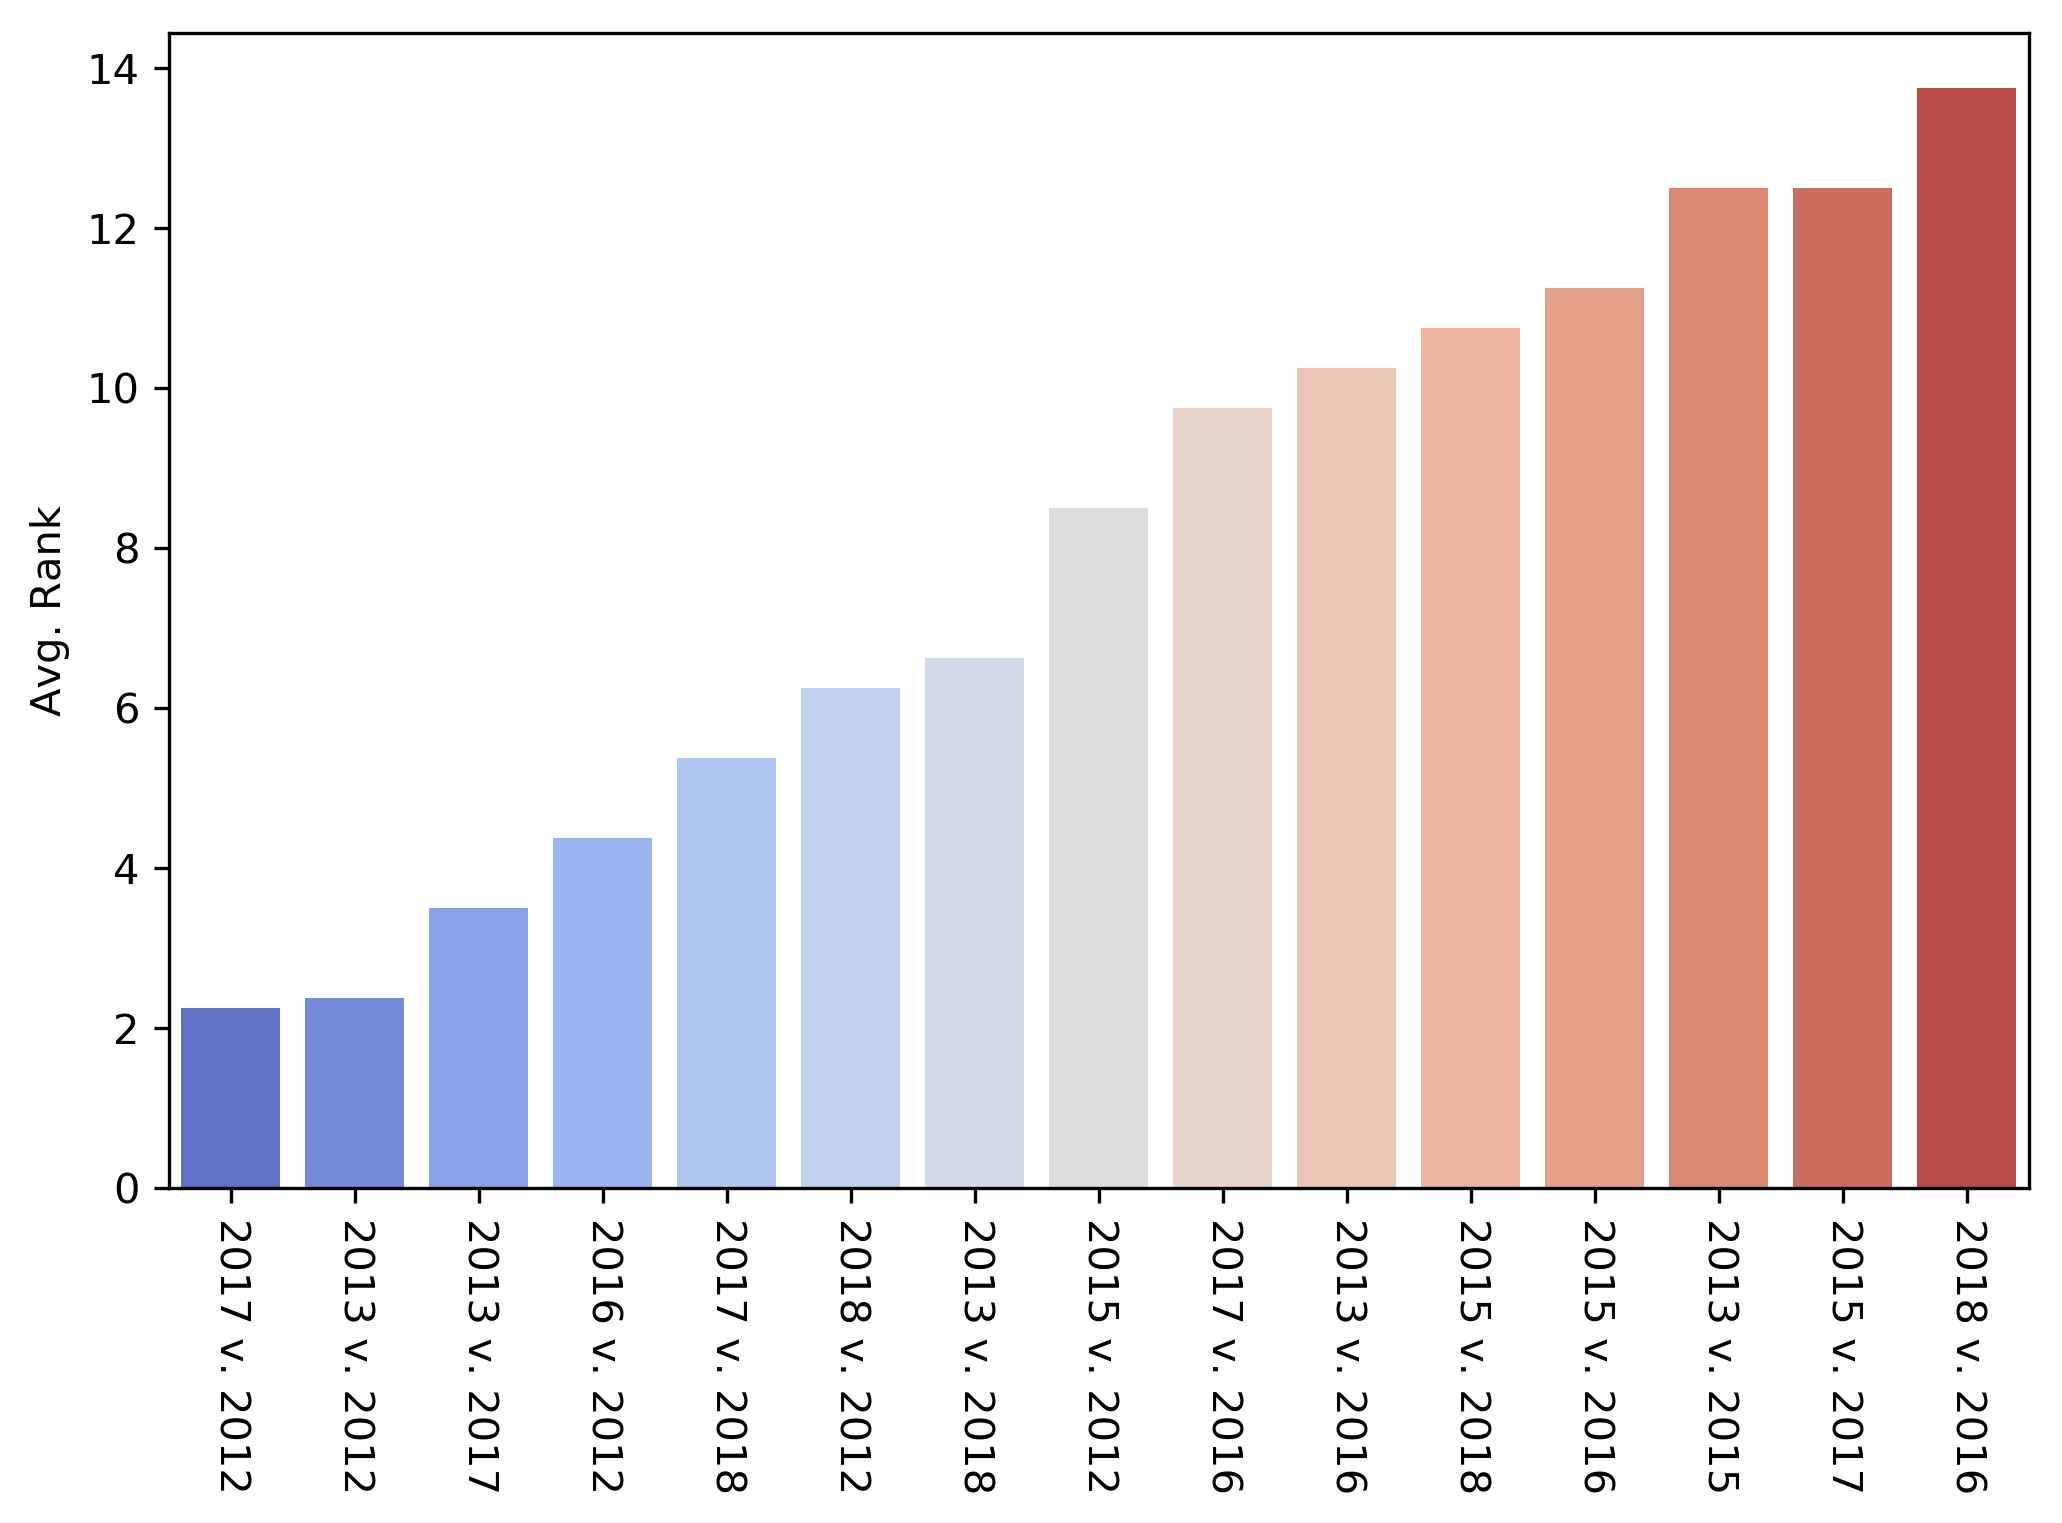 14
12
10
8
6
4
2
0
Avg. Rank
2017 v. 2012
2013 v. 2012
2013 v. 2017
2016 v. 2012
2017 v. 2018
2018 v. 2012
2013 v. 2018
2015 v. 2012
2017 v. 2016
2013 v. 2016
2015 v. 2018
2015 v. 2016
2013 v. 2015
2015 v. 2017
2018 v. 2016